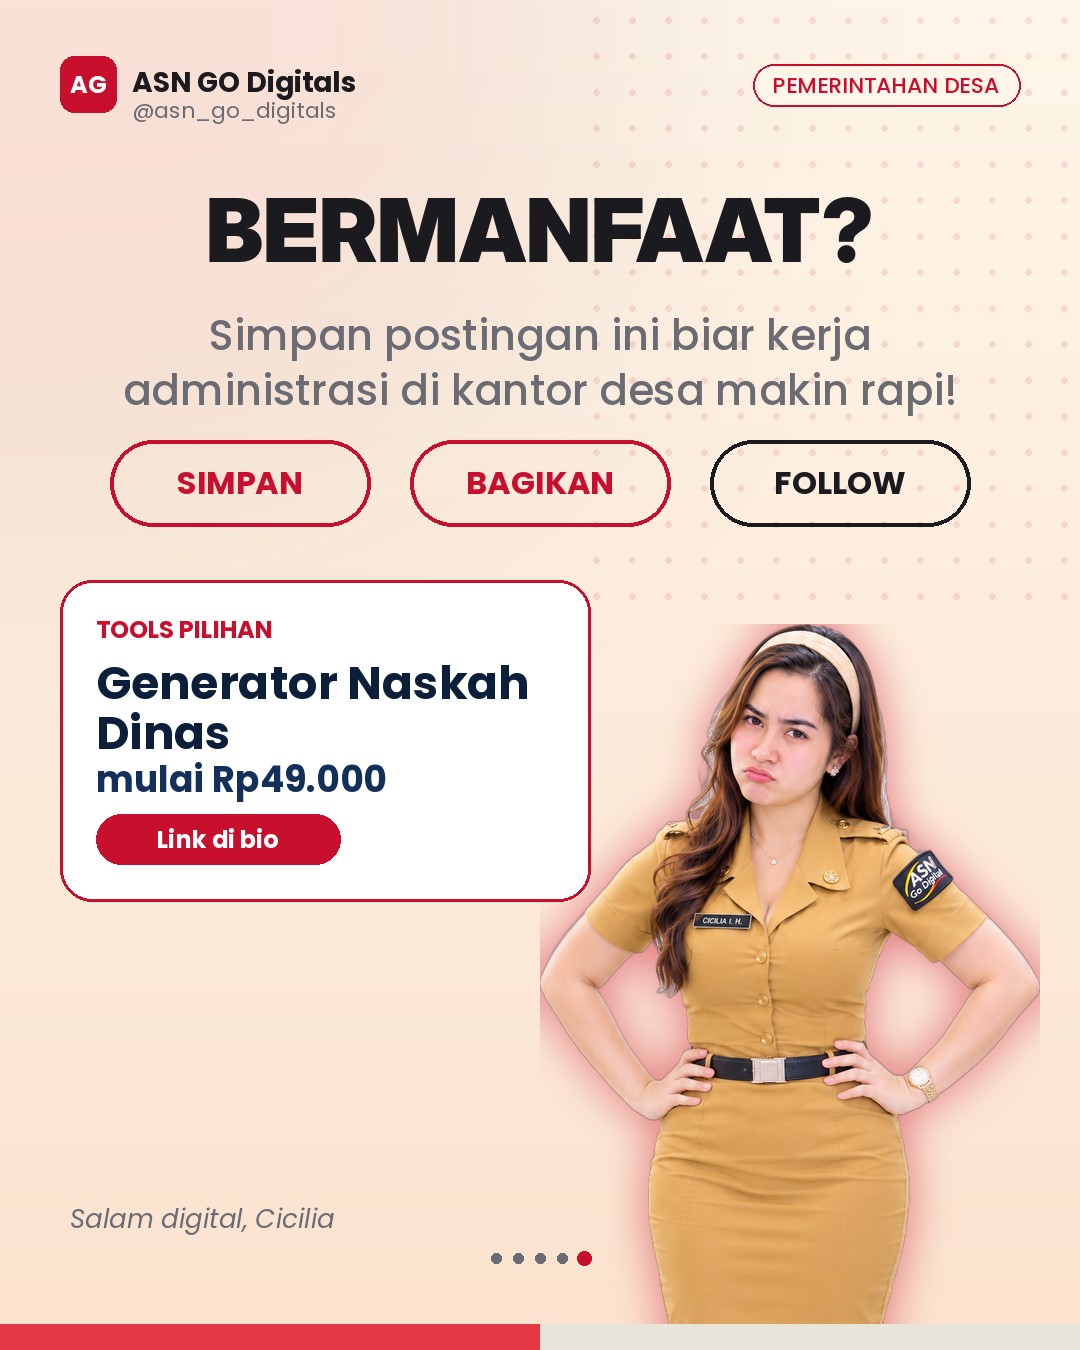 AG
ASN GO Digitals
@asn_go_digitals
PEMERINTAHAN DESA
BERMANFAAT?
Simpan postingan ini biar kerja
administrasi di kantor desa makin rapi!
SIMPAN
BAGIKAN
FOLLOW
TOOLS PILIHAN
Generator Naskah
Dinas
mulai Rp49.000
Link di bio
ASN
Go Digital
CICILIA I. H.
Salam digital, Cicilia